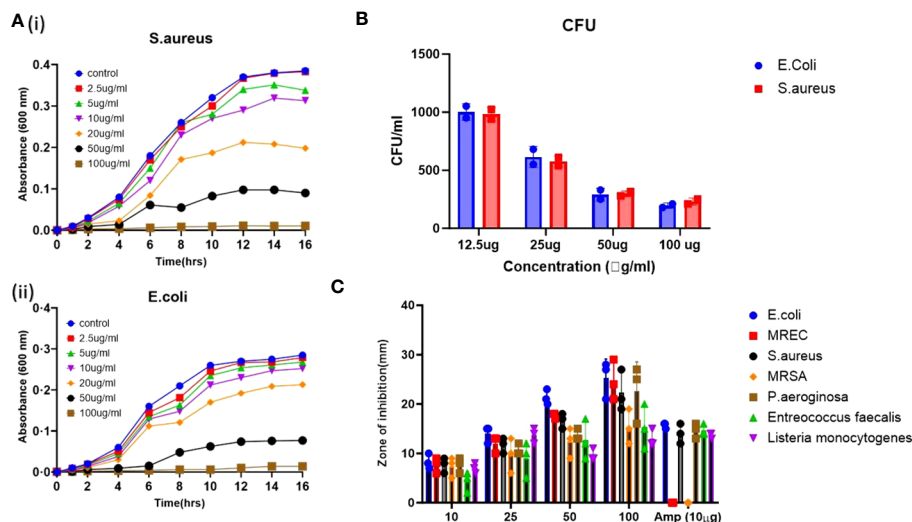 A (i)
S.aureus
control
2.5ug/ml
5ug/ml
10ug/ml
20ug/ml
50ug/ml
100ug/ml
Absorbance (600 nm)
0.4
0.3
0.2
0.1
0.0
0 2 4 6 8 10 12 14 16
Time(hrs)
(ii)
E.coli
control
2.5ug/ml
5ug/ml
10ug/ml
20ug/ml
50ug/ml
100ug/ml
Absorbance (600 nm)
0·4
0·3
0·2
0·1
0·0
0 2 4 6 8 10 12 14 16
Time(hrs)
B
CFU
E.Coli
S.aureus
CFU/ml
1500
1000
500
0
12.5ug 25ug 50ug 100 ug
Concentration (□g/ml)
C
E.coli
MREC
S.aureus
MRSA
P.aeroginosa
Entreococcus faecalis
Listeria monocytogenes
Zone of inhibition(mm)
40
30
20
10
0
10 25 50 100 Amp (10µg)